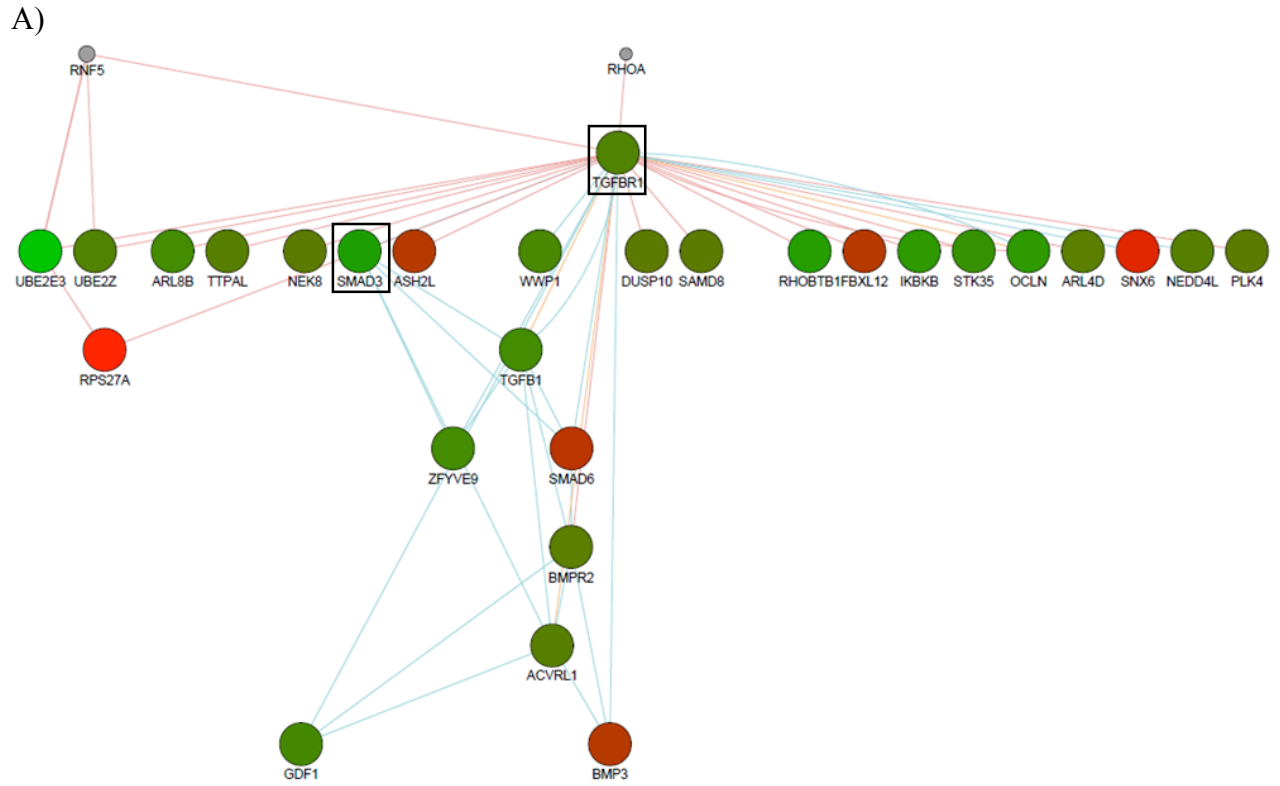 A)
RNF5 RHOA
TGFBR1
UBE2E3 UBE2Z ARL8B TTPAL NEK8 SMAD3 ASH2L WWP1 DUSP10 SAMD8 RHOBTB1 FBXL12 IKBKB STK35 OCLN ARL4D SNX6 NEDD4L PLK4
RPS27A TGFB1
ZFYVE9 SMAD6
BMPR2
ACVRL1
GDF1 BMP3